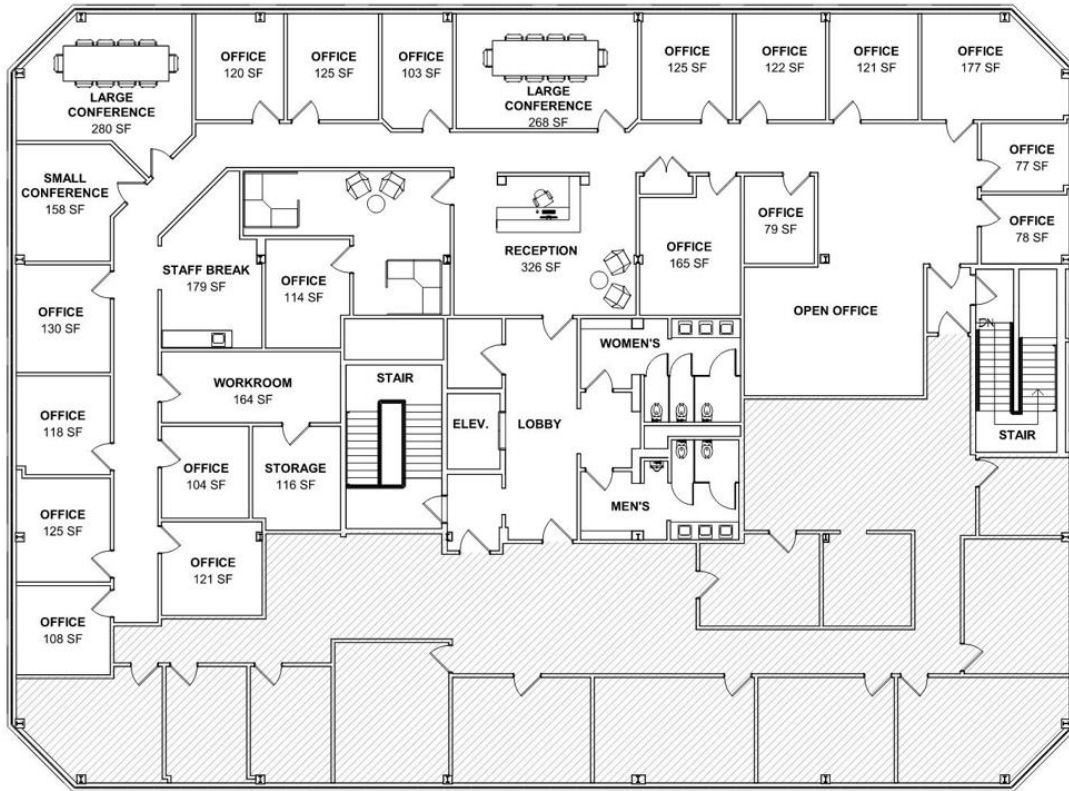 OFFICE
120 SF
OFFICE
125 SF
OFFICE
103 SF
OFFICE
125 SF
OFFICE
122 SF
OFFICE
121 SF
OFFICE
177 SF
LARGE
CONFERENCE
280 SF
LARGE
CONFERENCE
268 SF
OFFICE
77 SF
SMALL
CONFERENCE
158 SF
OFFICE
78 SF
OFFICE
79 SF
RECEPTION
326 SF
OFFICE
165 SF
STAFF BREAK
179 SF
OFFICE
114 SF
OPEN OFFICE
OFFICE
130 SF
DN
WOMEN'S
WORKROOM
164 SF
STAIR
ELEV.
LOBBY
STAIR
OFFICE
118 SF
OFFICE
104 SF
STORAGE
116 SF
MEN'S
OFFICE
125 SF
OFFICE
121 SF
OFFICE
108 SF